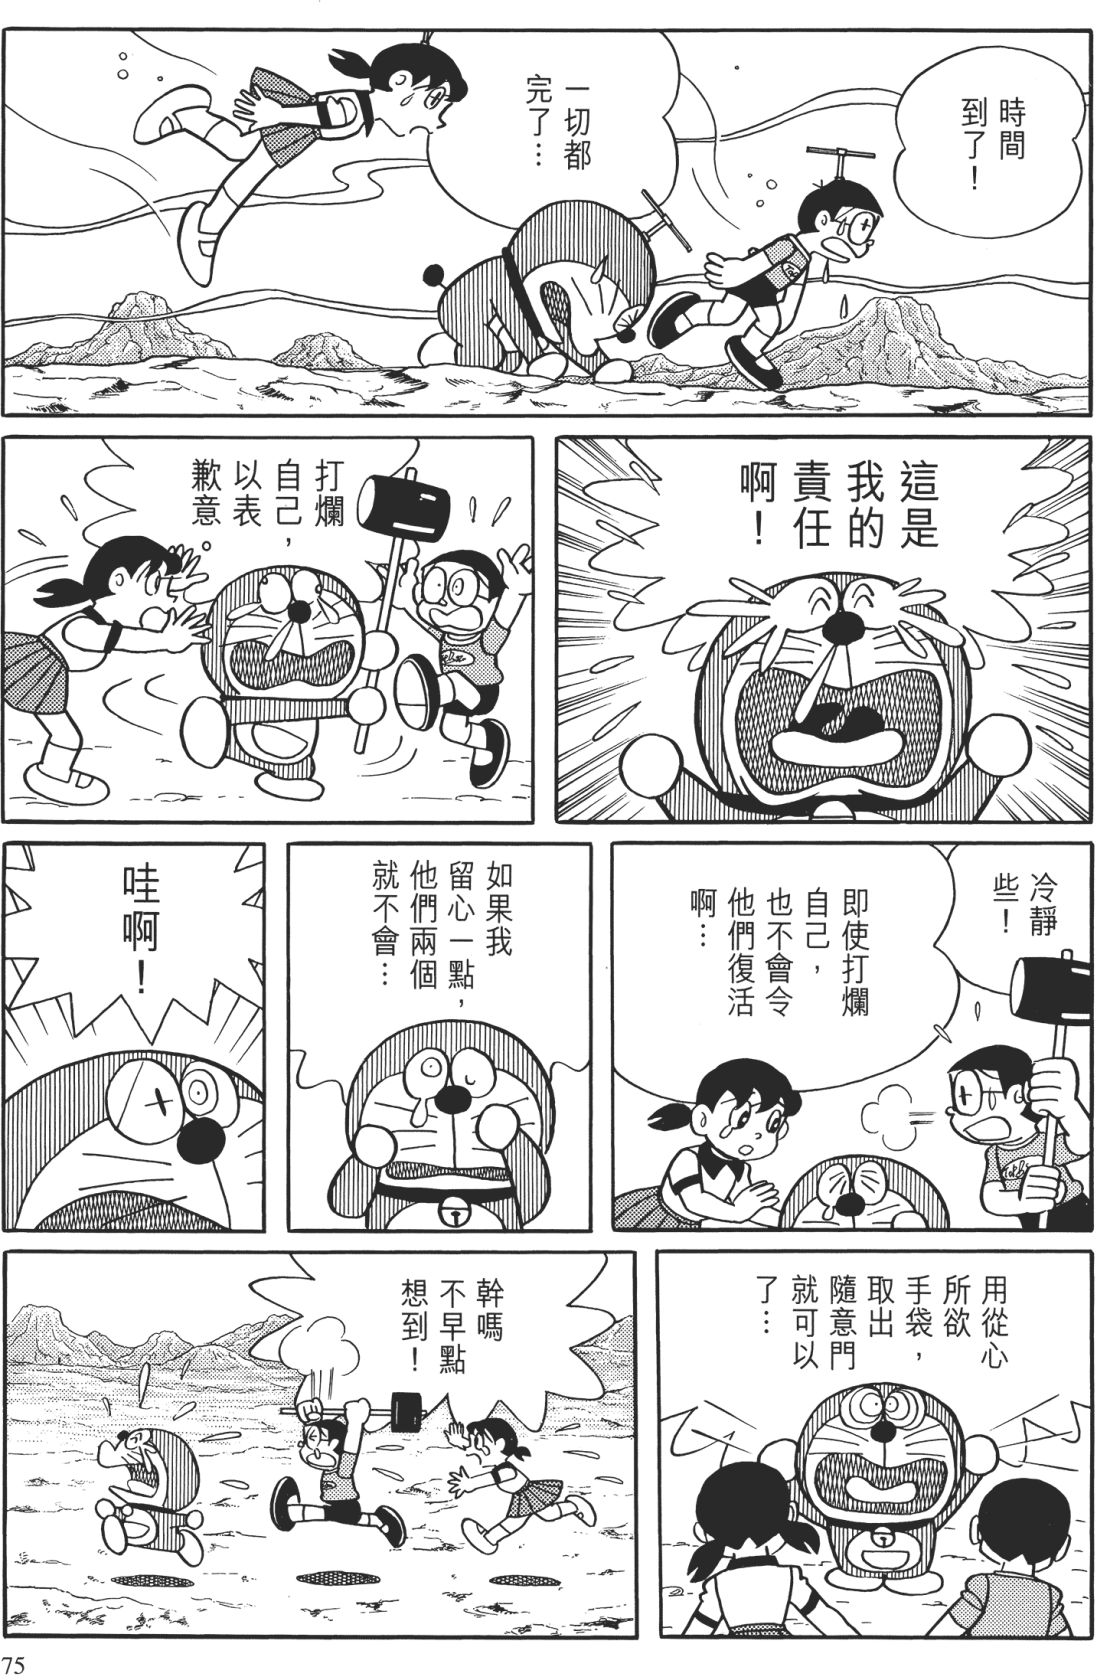 時間
到了！
一切都
完了…
這是
我的
責任
啊！
打爛
自己，
以表
歉意
冷靜
些！
即使打爛
自己，
也不會令
他們復活
啊…
如果我
留心一點，
他們兩個
就不會…
哇啊！
用從心
所欲
手袋，
取出
隨意門
就可以
了…
幹嗎
不早點
想到！
75